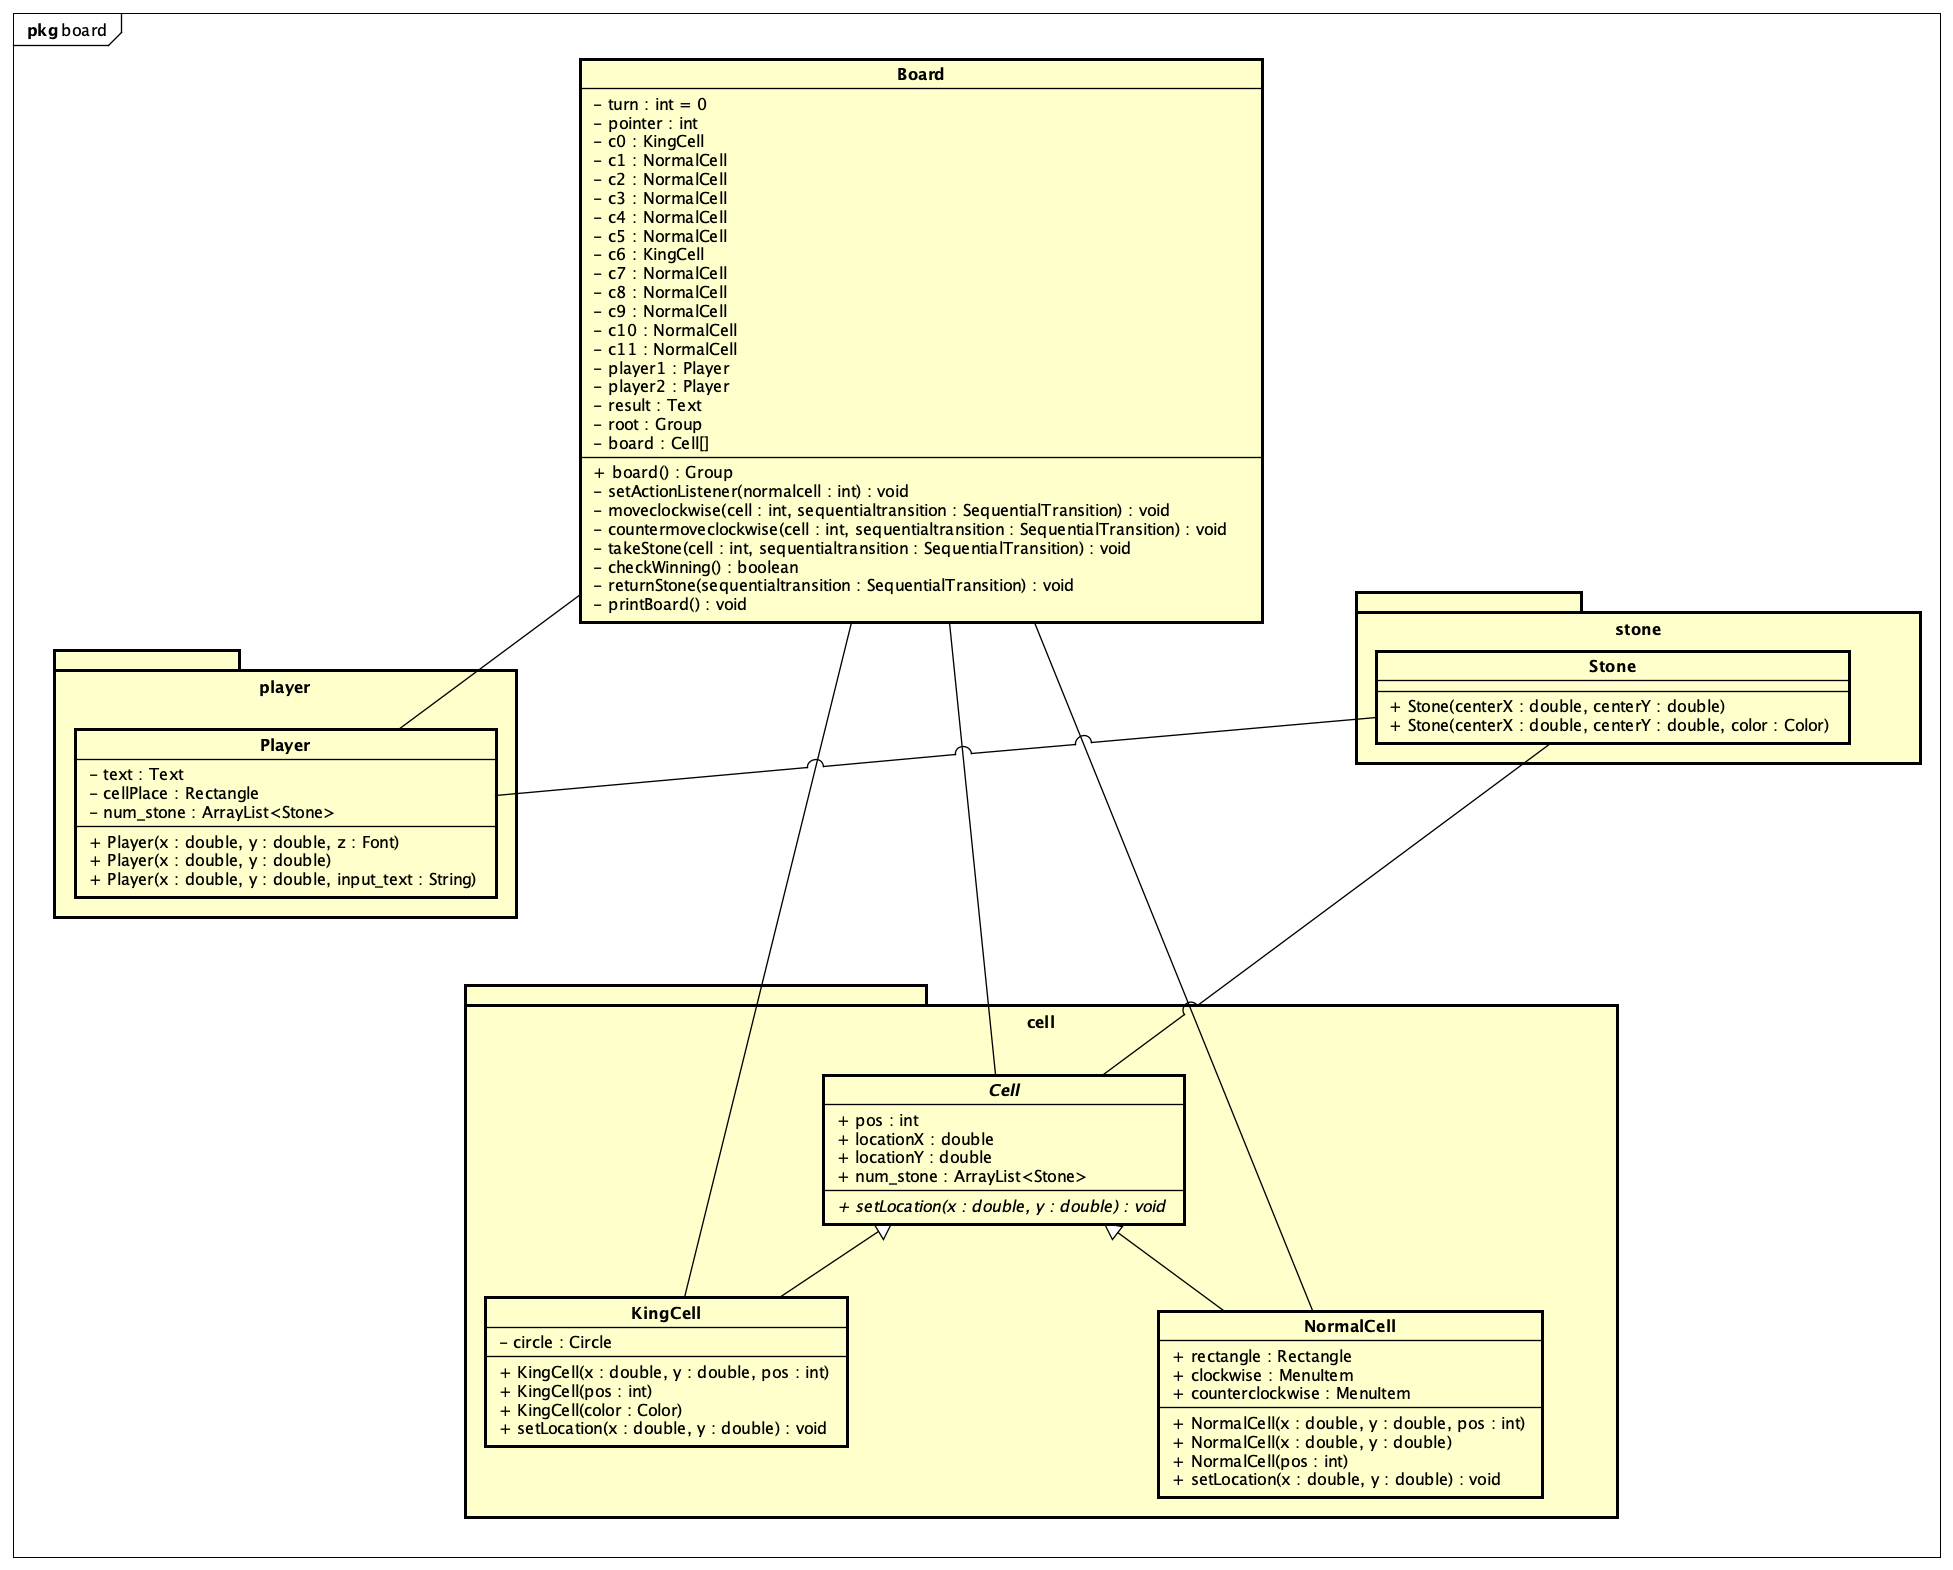 pkg board
Board
– turn : int = 0
– pointer : int
– c0 : KingCell
– c1 : NormalCell
– c2 : NormalCell
– c3 : NormalCell
– c4 : NormalCell
– c5 : NormalCell
– c6 : KingCell
– c7 : NormalCell
– c8 : NormalCell
– c9 : NormalCell
– c10 : NormalCell
– c11 : NormalCell
– player1 : Player
– player2 : Player
– result : Text
– root : Group
– board : Cell[]
+ board() : Group
– setActionListener(normalcell : int) : void
– moveclockwise(cell : int, sequentialtransition : SequentialTransition) : void
– countermoveclockwise(cell : int, sequentialtransition : SequentialTransition) : void
– takeStone(cell : int, sequentialtransition : SequentialTransition) : void
– checkWinning() : boolean
– returnStone(sequentialtransition : SequentialTransition) : void
– printBoard() : void
stone
Stone
+ Stone(centerX : double, centerY : double)
+ Stone(centerX : double, centerY : double, color : Color)
player
Player
– text : Text
– cellPlace : Rectangle
– num_stone : ArrayList<Stone>
+ Player(x : double, y : double, z : Font)
+ Player(x : double, y : double)
+ Player(x : double, y : double, input_text : String)
cell
Cell
+ pos : int
+ locationX : double
+ locationY : double
+ num_stone : ArrayList<Stone>
+ setLocation(x : double, y : double) : void
KingCell
– circle : Circle
+ KingCell(x : double, y : double, pos : int)
+ KingCell(pos : int)
+ KingCell(color : Color)
+ setLocation(x : double, y : double) : void
NormalCell
+ rectangle : Rectangle
+ clockwise : MenuItem
+ counterclockwise : MenuItem
+ NormalCell(x : double, y : double, pos : int)
+ NormalCell(x : double, y : double)
+ NormalCell(pos : int)
+ setLocation(x : double, y : double) : void